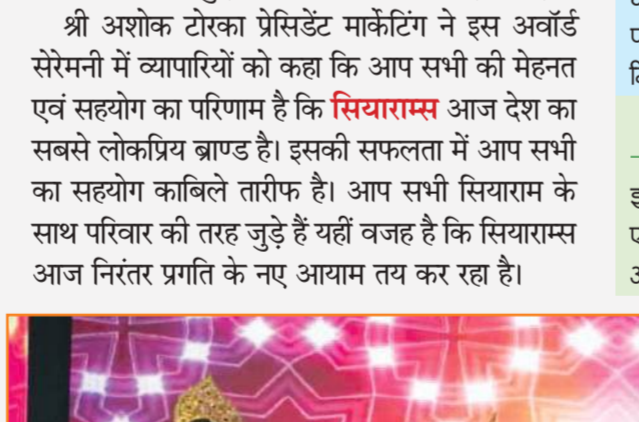 श्री अशोक टोरका प्रेसिडेंट मार्केटिंग ने इस अवॉर्ड
सेरेमनी में व्यापारियों को कहा कि आप सभी की मेहनत
एवं सहयोग का परिणाम है कि सियाराम्स आज देश का
सबसे लोकप्रिय ब्राण्ड है। इसकी सफलता में आप सभी
का सहयोग काबिले तारीफ है। आप सभी सियाराम के
साथ परिवार की तरह जुड़े हैं यहीं वजह है कि सियाराम्स
आज निरंतर प्रगति के नए आयाम तय कर रहा है।